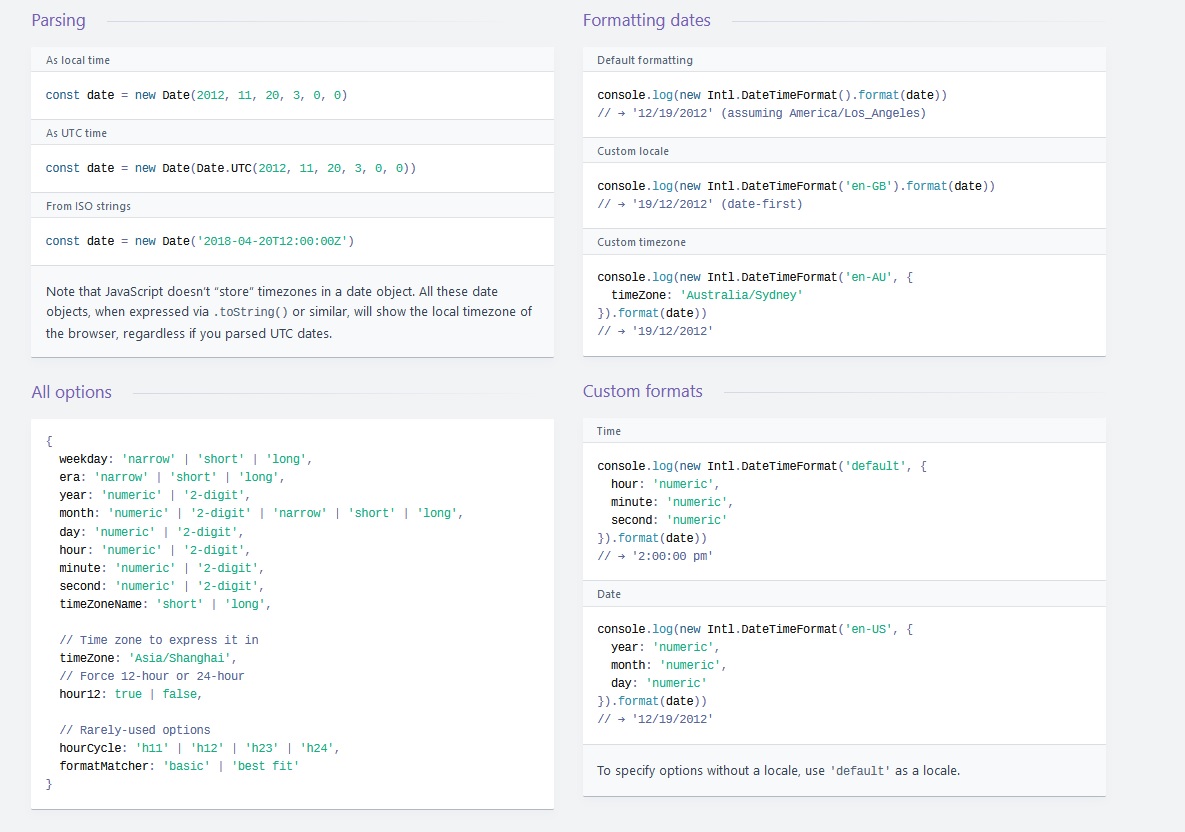 Parsing
As local time
const date = new Date(2012, 11, 20, 3, 0, 0)
As UTC time
const date = new Date(Date.UTC(2012, 11, 20, 3, 0, 0))
From ISO strings
const date = new Date('2018-04-20T12:00:00Z')
Note that JavaScript doesn't “store” timezones in a date object. All these date
objects, when expressed via .toString() or similar, will show the local timezone of
the browser, regardless if you parsed UTC dates.
All options
{
  weekday: 'narrow' | 'short' | 'long',
  era: 'narrow' | 'short' | 'long',
  year: 'numeric' | '2-digit',
  month: 'numeric' | '2-digit' | 'narrow' | 'short' | 'long',
  day: 'numeric' | '2-digit',
  hour: 'numeric' | '2-digit',
  minute: 'numeric' | '2-digit',
  second: 'numeric' | '2-digit',
  timeZoneName: 'short' | 'long',
  // Time zone to express it in
  timeZone: 'Asia/Shanghai',
  // Force 12-hour or 24-hour
  hour12: true | false,
  // Rarely-used options
  hourCycle: 'h11' | 'h12' | 'h23' | 'h24',
  formatMatcher: 'basic' | 'best fit'
}
Formatting dates
Default formatting
console.log(new Intl.DateTimeFormat().format(date))
// → '12/19/2012' (assuming America/Los_Angeles)
Custom locale
console.log(new Intl.DateTimeFormat('en-GB').format(date))
// → '19/12/2012' (date-first)
Custom timezone
console.log(new Intl.DateTimeFormat('en-AU', {
  timeZone: 'Australia/Sydney'
}).format(date))
// → '19/12/2012'
Custom formats
Time
console.log(new Intl.DateTimeFormat('default', {
  hour: 'numeric',
  minute: 'numeric',
  second: 'numeric'
}).format(date))
// → '2:00:00 pm'
Date
console.log(new Intl.DateTimeFormat('en-US', {
  year: 'numeric',
  month: 'numeric',
  day: 'numeric'
}).format(date))
// → '12/19/2012'
To specify options without a locale, use 'default' as a locale.